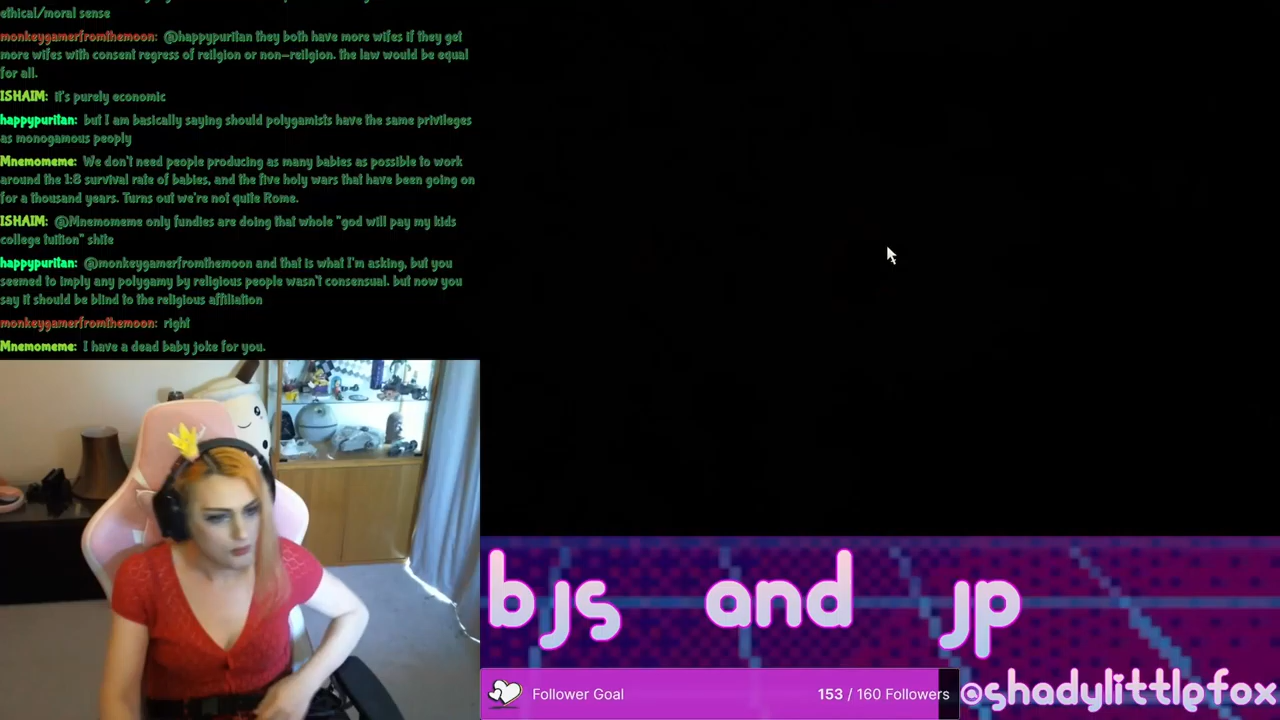 ethical/moral sense
monkeygamerfromthemoon: @happypuritan they both have more wifes if they get
more wifes with consent regress of reilgion or non-reilgion. the law would be equal
for all.
ISHAIM: it's purely economic
happypuritan: but I am basically saying should polygamists have the same privileges
as monogamous peoply
Mnemomeme: We don't need people producing as many babies as possible to work
around the 1:8 survival rate of babies, and the five holy wars that have been going on
for a thousand years. Turns out we're not quite Rome.
ISHAIM: @Mnemomeme only fundies are doing that whole "god will pay my kids
college tuition" shite
happypuritan: @monkeygamerfromthemoon and that is what I'm asking, but you
seemed to imply any polygamy by religious people wasn't consensual. but now you
say it should be blind to the religious affiliation
monkeygamerfromthemoon: right
Mnemomeme: I have a dead baby joke for you.
bjs and jp
Follower Goal 153 / 160 Followers
@shadylittlefox